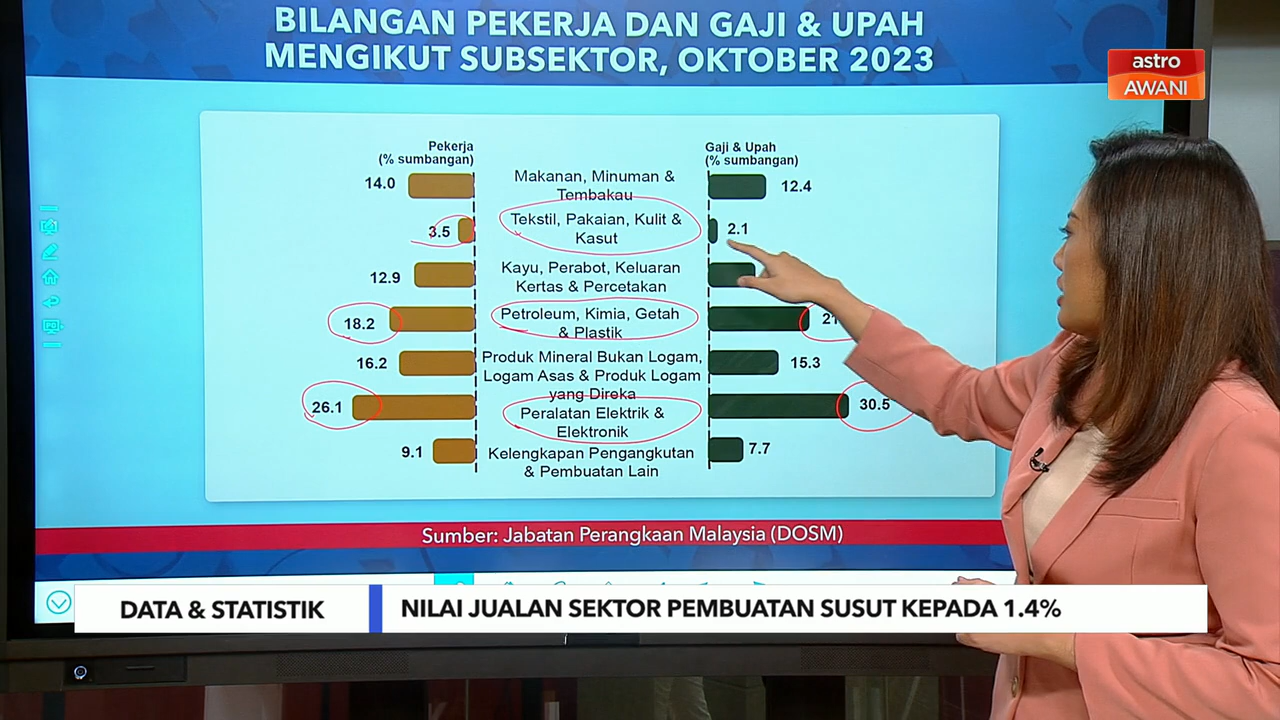 BILANGAN PEKERJA DAN GAJI & UPAH
MENGIKUT SUBSEKTOR, OKTOBER 2023
astro
AWANI
Pekerja
(% sumbangan)
Gaji & Upah
(% sumbangan)
14.0
Makanan, Minuman &
Tembakau
12.4
3.5
Tekstil, Pakaian, Kulit &
Kasut
2.1
12.9
Kayu, Perabot, Keluaran
Kertas & Percetakan
18.2
Petroleum, Kimia, Getah
& Plastik
16.2
Produk Mineral Bukan Logam,
Logam Asas & Produk Logam
yang Direka
15.3
26.1
Peralatan Elektrik &
Elektronik
30.5
9.1
Kelengkapan Pengangkutan
& Pembuatan Lain
7.7
Sumber: Jabatan Perangkaan Malaysia (DOSM)
DATA & STATISTIK
NILAI JUALAN SEKTOR PEMBUATAN SUSUT KEPADA 1.4%